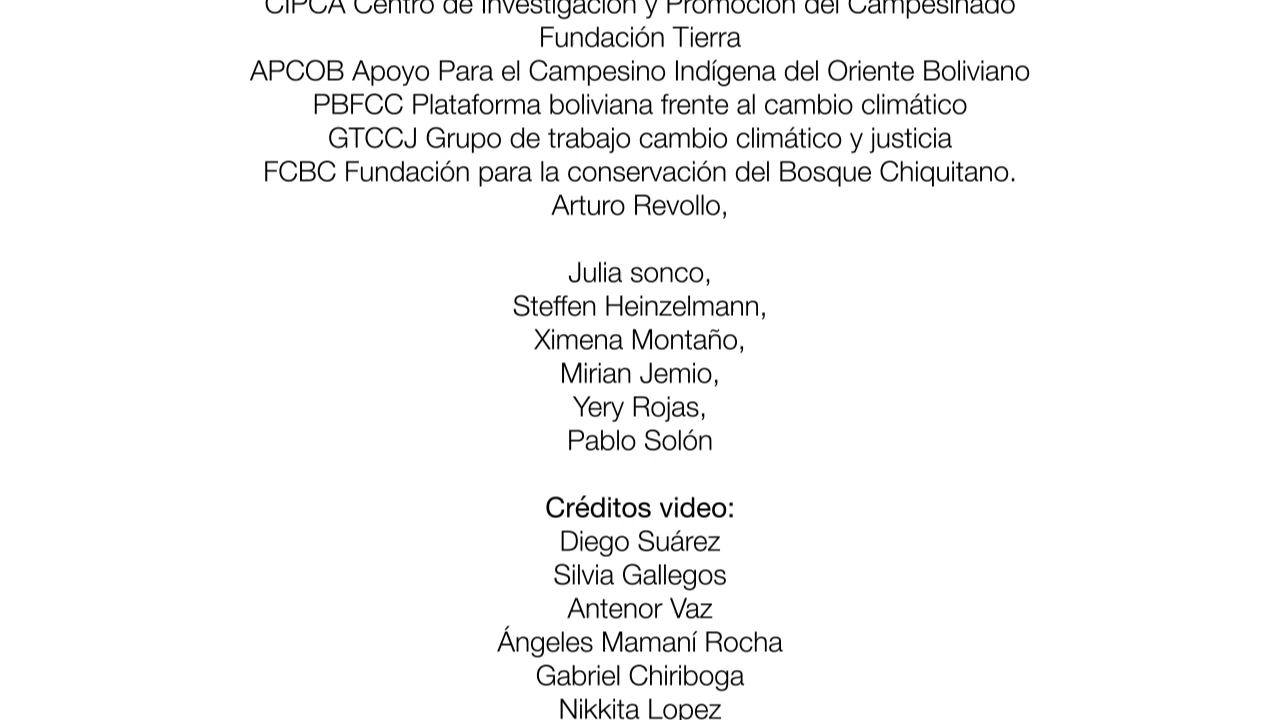 CIPCA Centro de Investigación y Promoción del Campesinado
Fundación Tierra
APCOB Apoyo Para el Campesino Indígena del Oriente Boliviano
PBFCC Plataforma boliviana frente al cambio climático
GTCCJ Grupo de trabajo cambio climático y justicia
FCBC Fundación para la conservación del Bosque Chiquitano.
Arturo Revollo,
Julia sonco,
Steffen Heinzelmann,
Ximena Montaño,
Mirian Jemio,
Yery Rojas,
Pablo Solón
Créditos video:
Diego Suárez
Silvia Gallegos
Antenor Vaz
Ángeles Mamaní Rocha
Gabriel Chiriboga
Nikkita Lopez